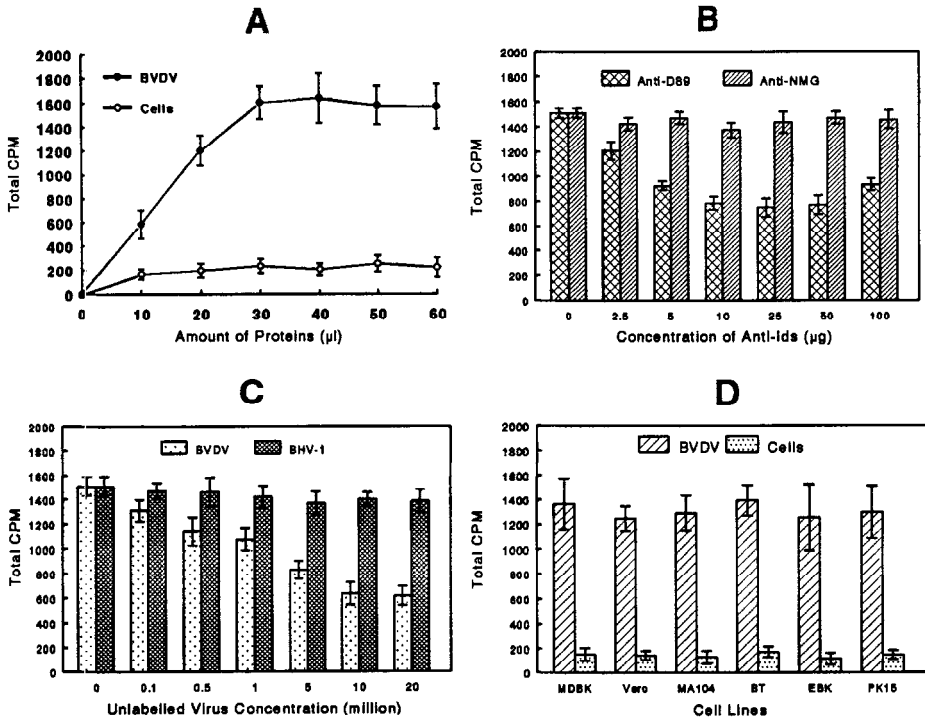 A
2000
1800
1600
1400
1200
1000
800
600
400
200
0
Total CPM
BVDV
Cells
0 10 20 30 40 50 60
Amount of Proteins (µl)
B
2000
1800
1600
1400
1200
1000
800
600
400
200
0
Total CPM
Anti-D89 Anti-NMG
0 2.5 5 10 25 50 100
Concentration of Anti-ids (µg)
C
2000
1800
1600
1400
1200
1000
800
600
400
200
0
Total CPM
BVDV BHV-1
0 0.1 0.5 1 5 10 20
Unlabelled Virus Concentration (million)
D
2000
1800
1600
1400
1200
1000
800
600
400
200
0
Total CPM
BVDV Cells
MDBK Vero MA104 BT EBK PK15
Cell Lines